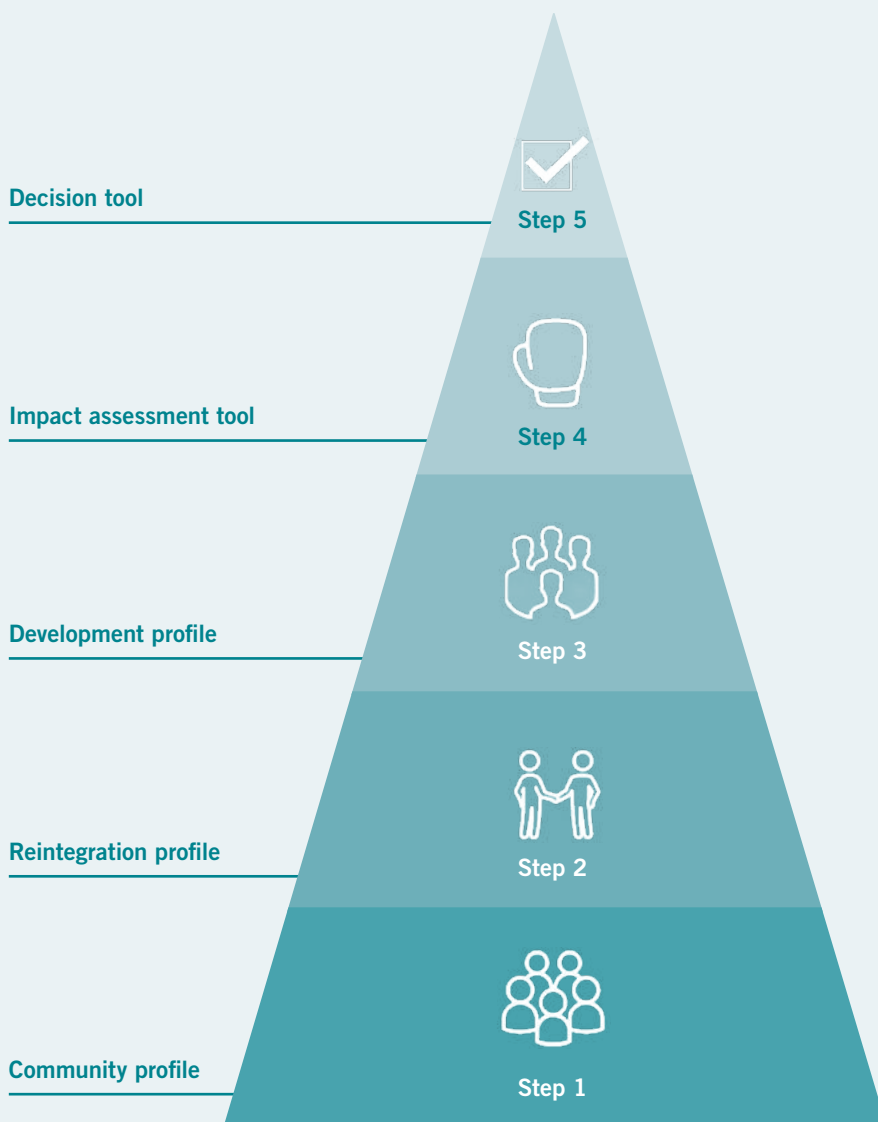 Decision tool
Step 5
Impact assessment tool
Step 4
Development profile
Step 3
Reintegration profile
Step 2
Community profile
Step 1